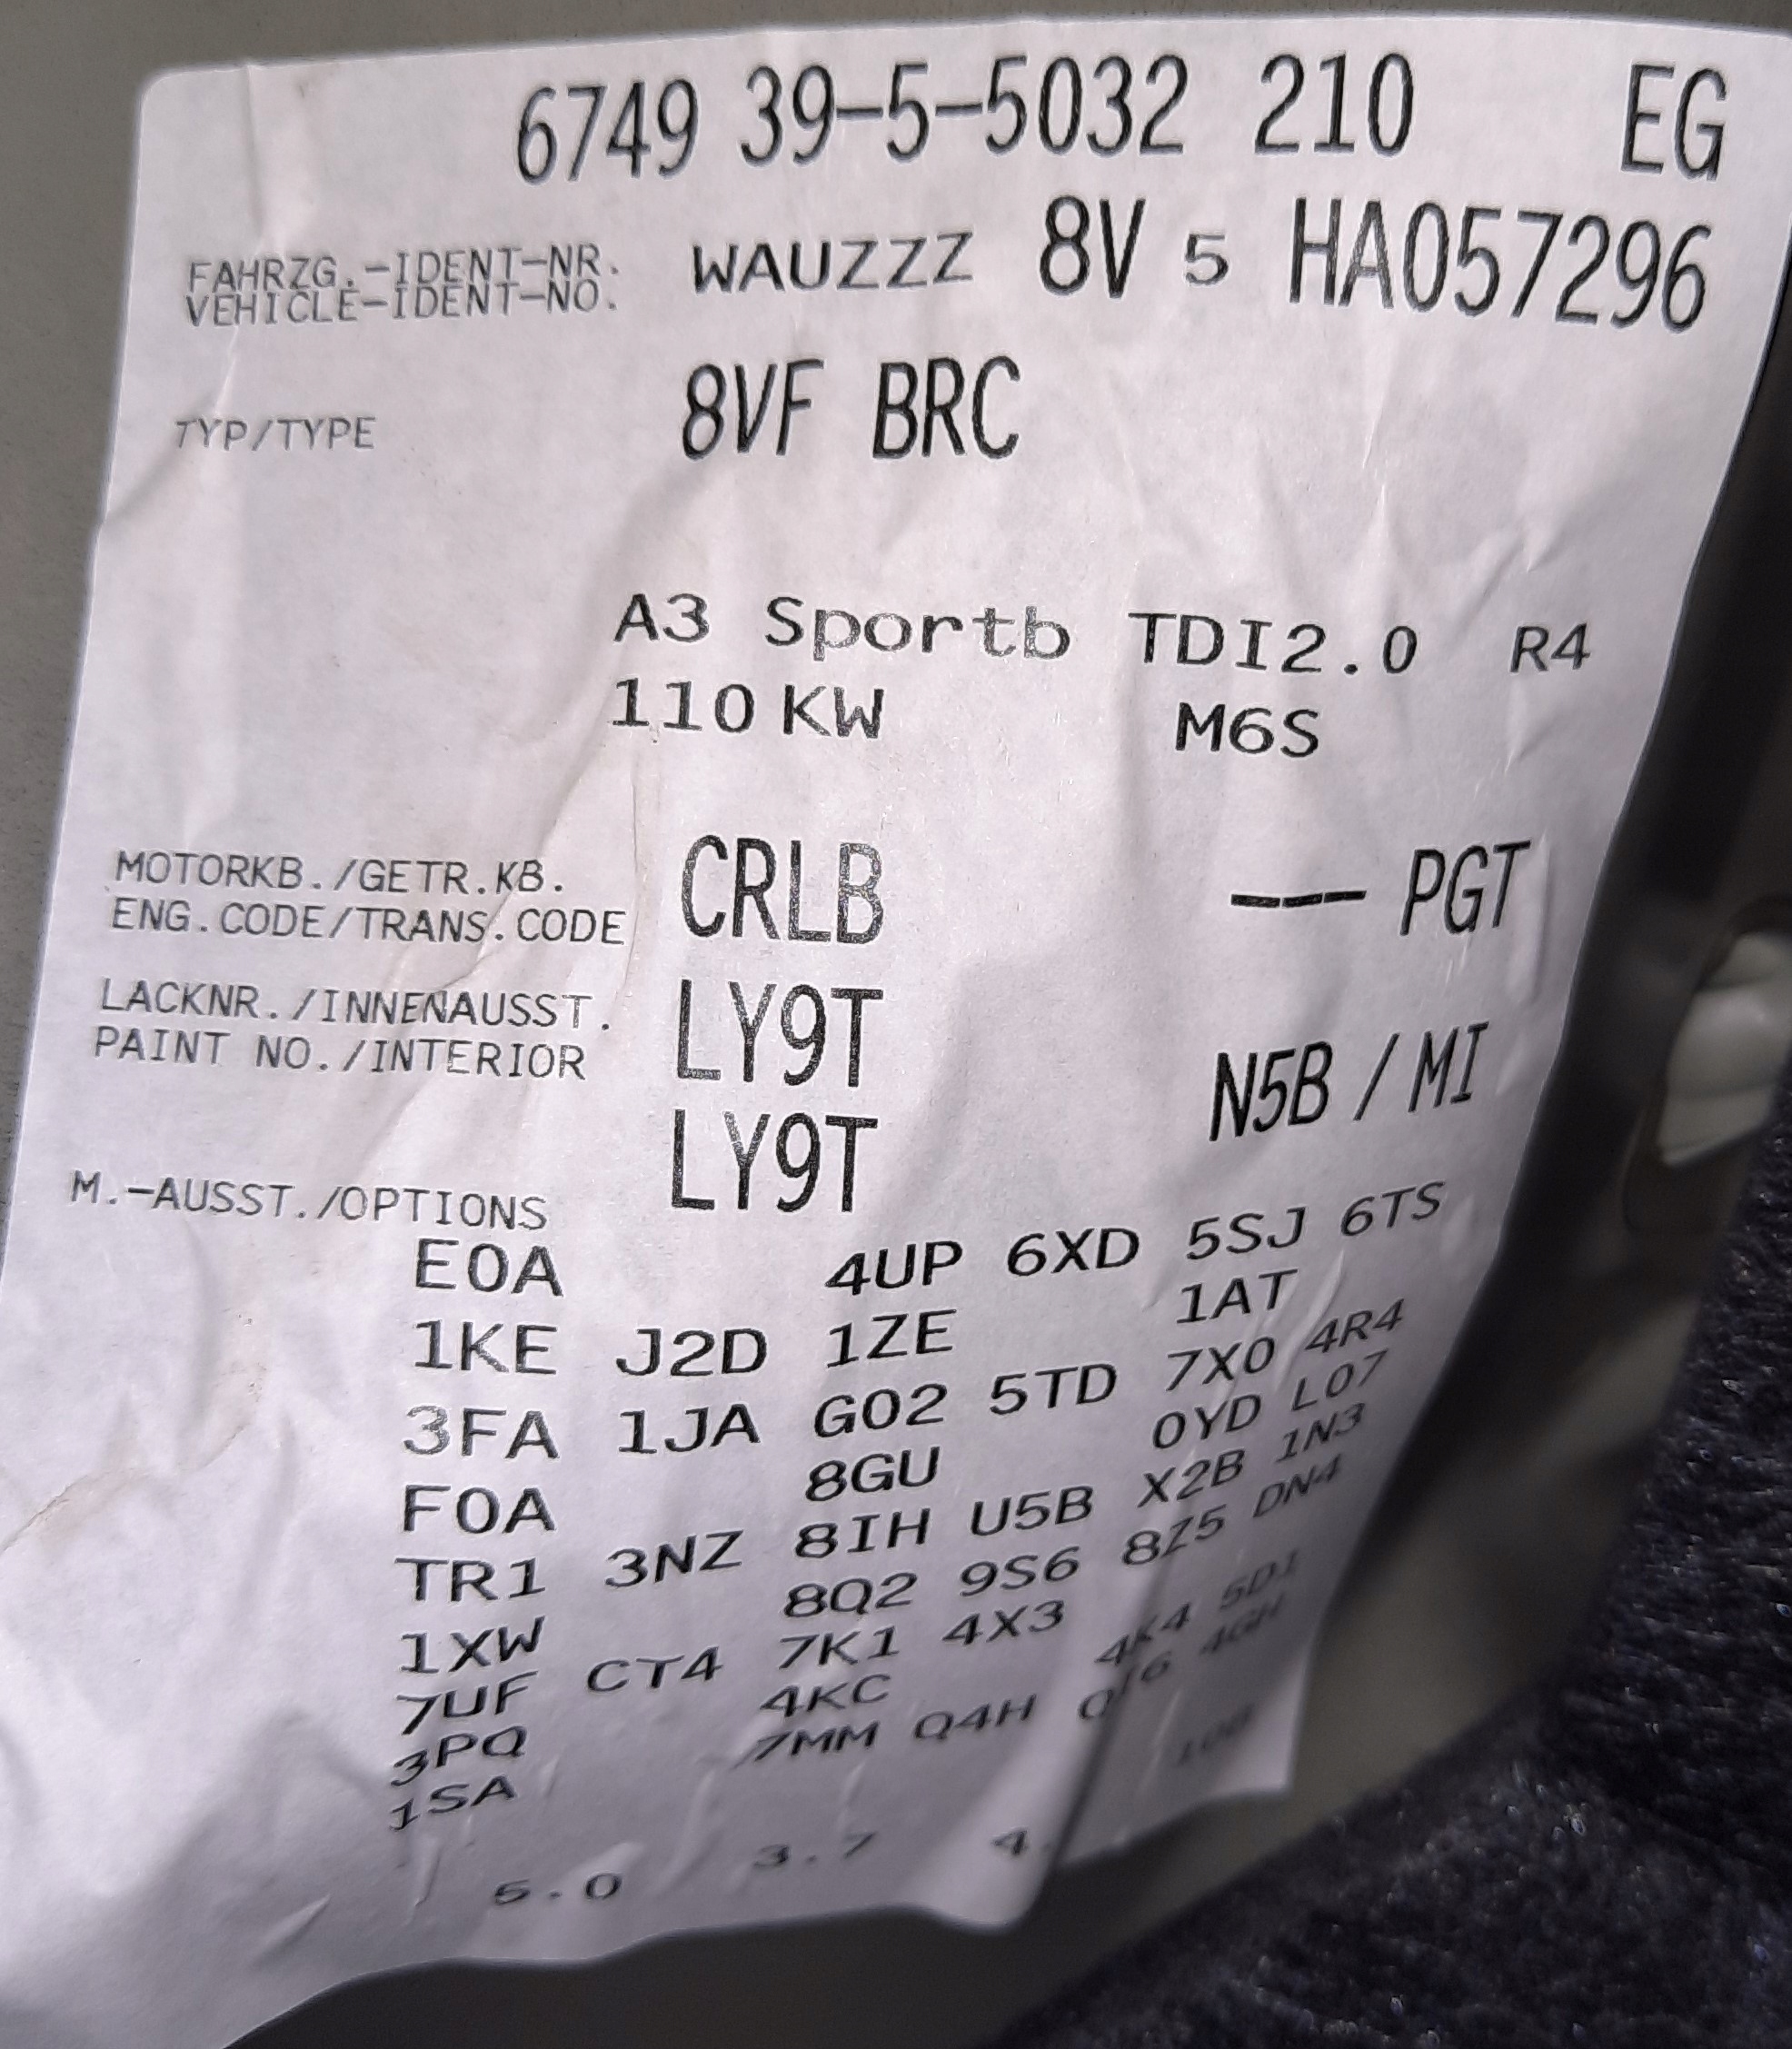 6749 39-5-5032 210 EG
FAHRZG.-IDENT-NR.
VEHICLE-IDENT-NO. WAUZZZ 8V 5 HA057296
TYP/TYPE 8VF BRC
A3 Sportb TDI2.0 R4
110 KW M6S
MOTORKB./GETR.KB.
ENG.CODE/TRANS.CODE CRLB --- PGT
LACKNR./INNENAUSST.
PAINT NO./INTERIOR LY9T N5B / MI
LY9T
M.-AUSST./OPTIONS
E0A 4UP 6XD 5SJ 6TS
1KE J2D 1ZE 1AT
3FA 1JA G02 5TD 7X0 4R4
F0A 8GU 0YD L07
TR1 3NZ 8IH U5B X2B 1N3
1XW 8Q2 9S6 8Z5 DN4
7UF CT4 7K1 4X3
3PQ 4KC 4K4 5DI
1SA 7MM Q4H 4GH
5.0 3.7